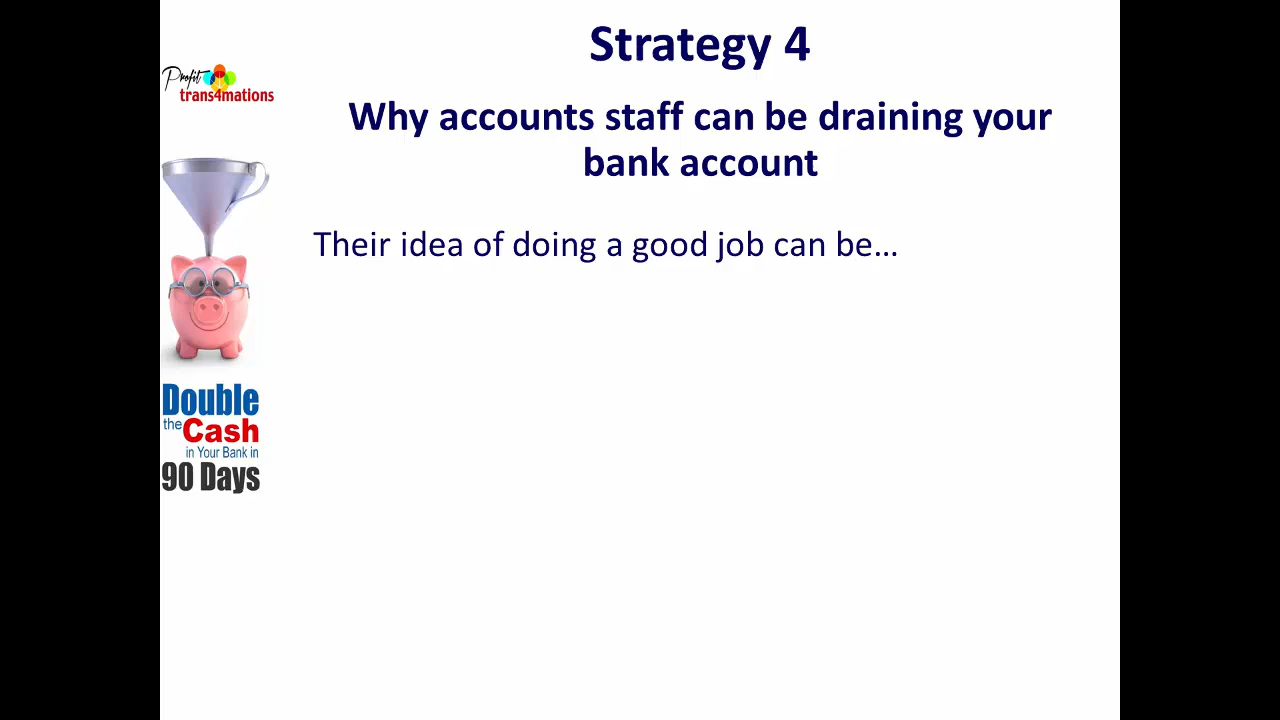 Strategy 4
Profit
trans4mations
Why accounts staff can be draining your
bank account
Their idea of doing a good job can be...
Double
the Cash
in Your Bank in
90 Days